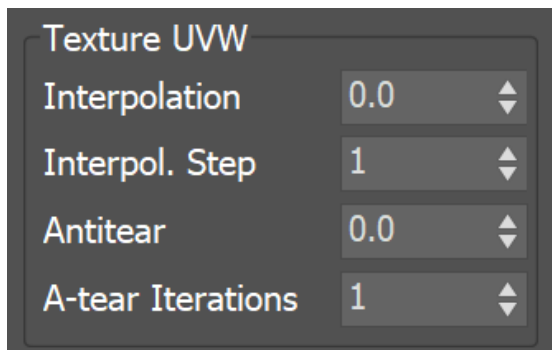 Texture UVW
Interpolation 0.0
Interpol. Step 1
Antitear 0.0
A-tear Iterations 1